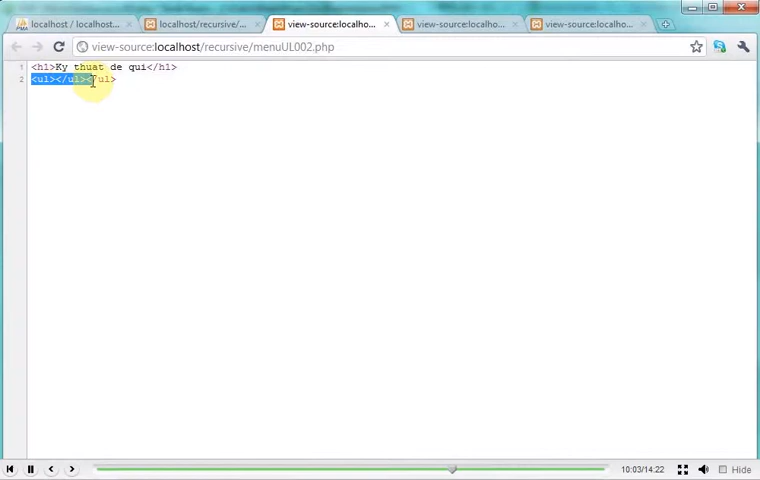 localhost / localhost...
localhost/recursive/...
view-source:localho...
view-source:localho...
view-source:localho...
view-source:localhost/recursive/menuUL002.php
1 <h1>Ky thuat de qui</h1>
2 <ul></ul></ul>
10:03/14:22
Hide